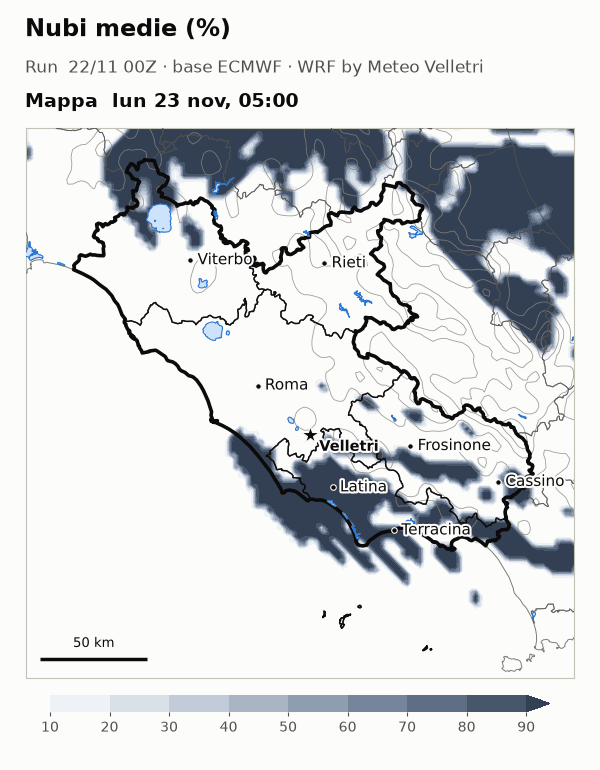 Nubi medie (%)
Run  22/11 00Z · base ECMWF · WRF by Meteo Velletri
Mappa  lun 23 nov, 05:00
Viterbo
Rieti
Roma
Velletri
Frosinone
Cassino
Latina
Terracina
50 km
10 20 30 40 50 60 70 80 90